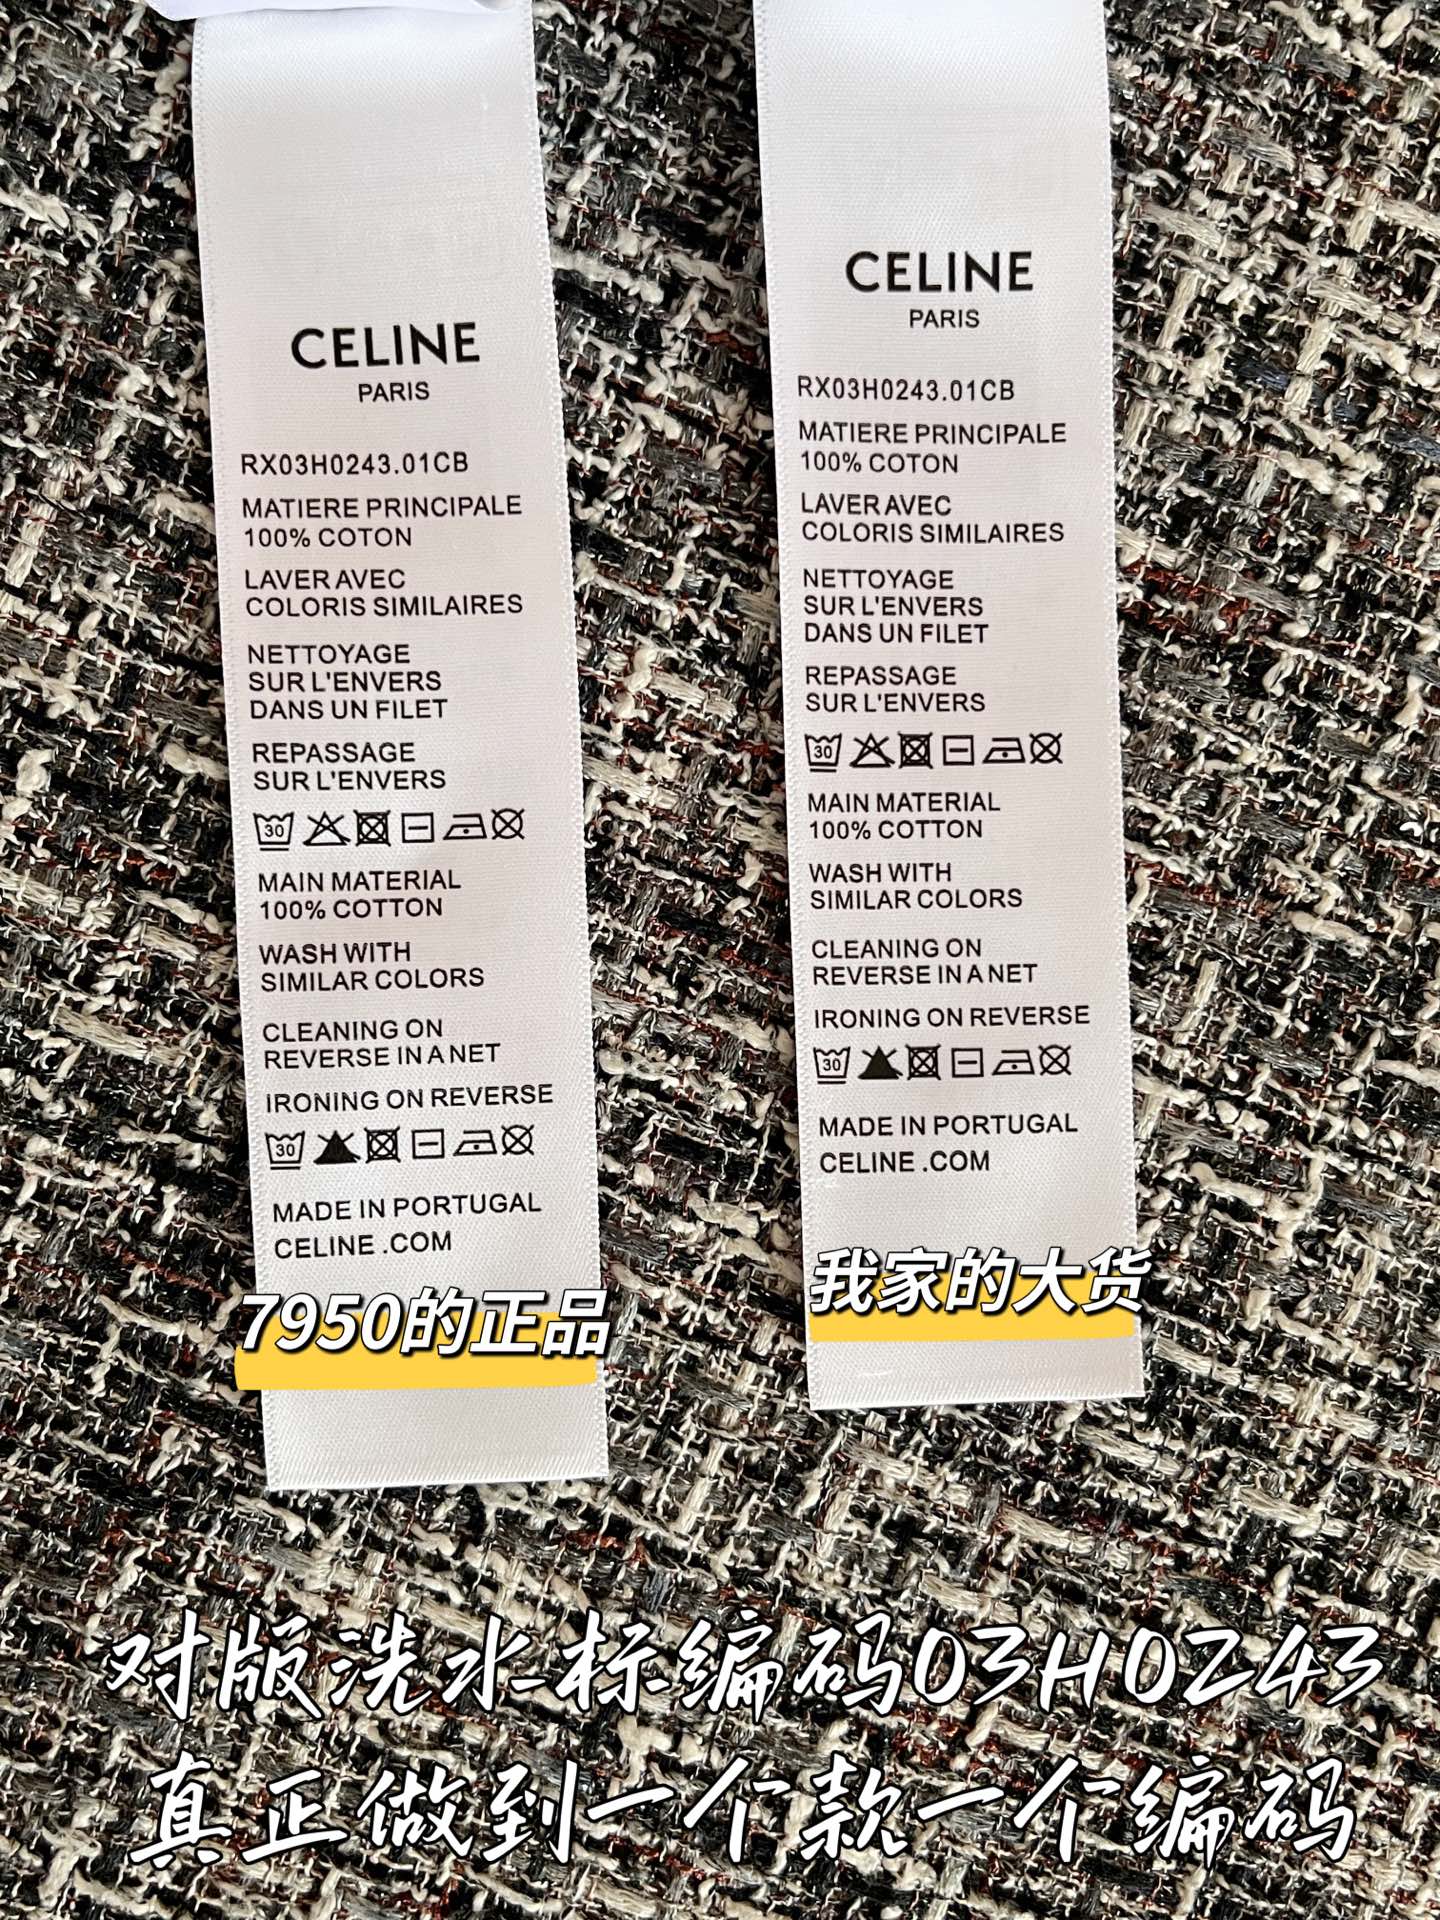 CELINE
PARIS
RX03H0243.01CB
MATIERE PRINCIPALE
100% COTON
LAVER AVEC
COLORIS SIMILAIRES
NETTOYAGE
SUR L'ENVERS
DANS UN FILET
REPASSAGE
SUR L'ENVERS
30
MAIN MATERIAL
100% COTTON
WASH WITH
SIMILAR COLORS
CLEANING ON
REVERSE IN A NET
IRONING ON REVERSE
30
MADE IN PORTUGAL
CELINE .COM
7950的正品
CELINE
PARIS
RX03H0243.01CB
MATIERE PRINCIPALE
100% COTON
LAVER AVEC
COLORIS SIMILAIRES
NETTOYAGE
SUR L'ENVERS
DANS UN FILET
REPASSAGE
SUR L'ENVERS
30
MAIN MATERIAL
100% COTTON
WASH WITH
SIMILAR COLORS
CLEANING ON
REVERSE IN A NET
IRONING ON REVERSE
30
MADE IN PORTUGAL
CELINE .COM
我家的大货
对版洗水标编码03H0243
真正做到一个款一个编码